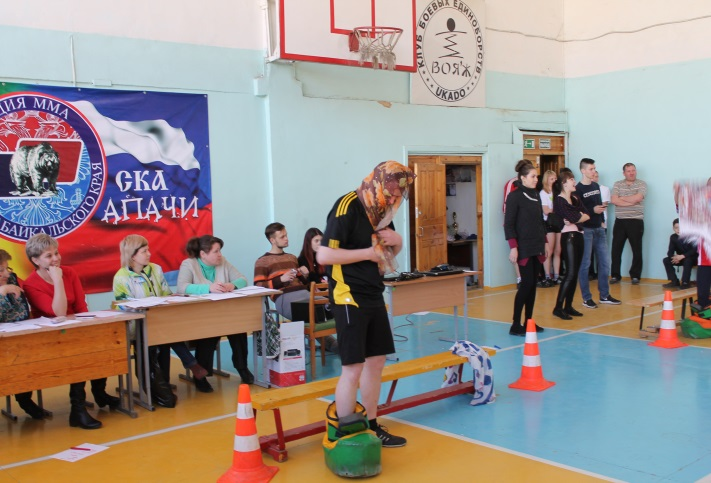 ЦИЯ ММА
БАЙКАЛЬСКОГО КРАЯ
СКА
АПАЧИ
КЛУБ БОЕВЫХ ЕДИНОБОРСТВ
ВОЯЖ
UKADO